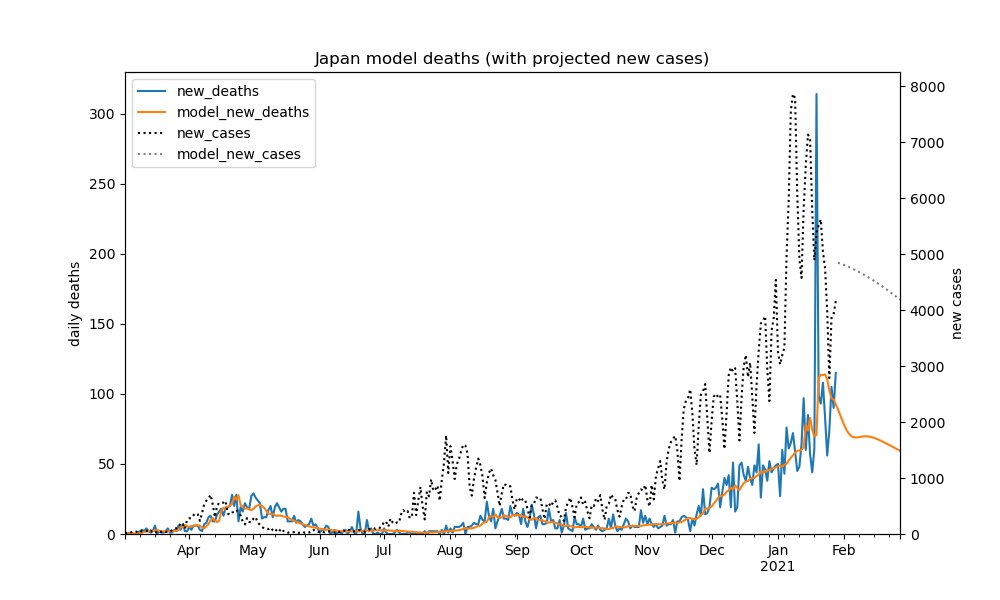 Japan model deaths (with projected new cases)
new_deaths
model_new_deaths
new_cases
model_new_cases
daily deaths
300
250
200
150
100
50
0
new cases
8000
7000
6000
5000
4000
3000
2000
1000
0
Apr May Jun Jul Aug Sep Oct Nov Dec Jan Feb
2021